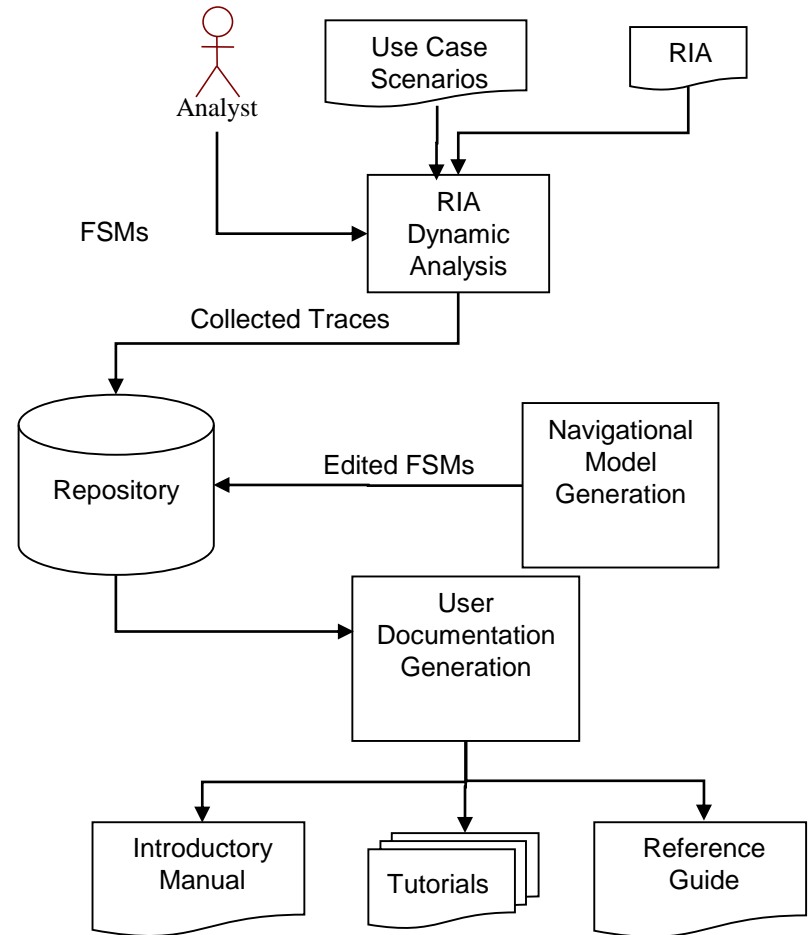 Use Case
Scenarios
RIA
Analyst
RIA
Dynamic
Analysis
FSMs
Collected Traces
Navigational
Model
Generation
Edited FSMs
Repository
User
Documentation
Generation
Introductory
Manual
Tutorials
Reference
Guide